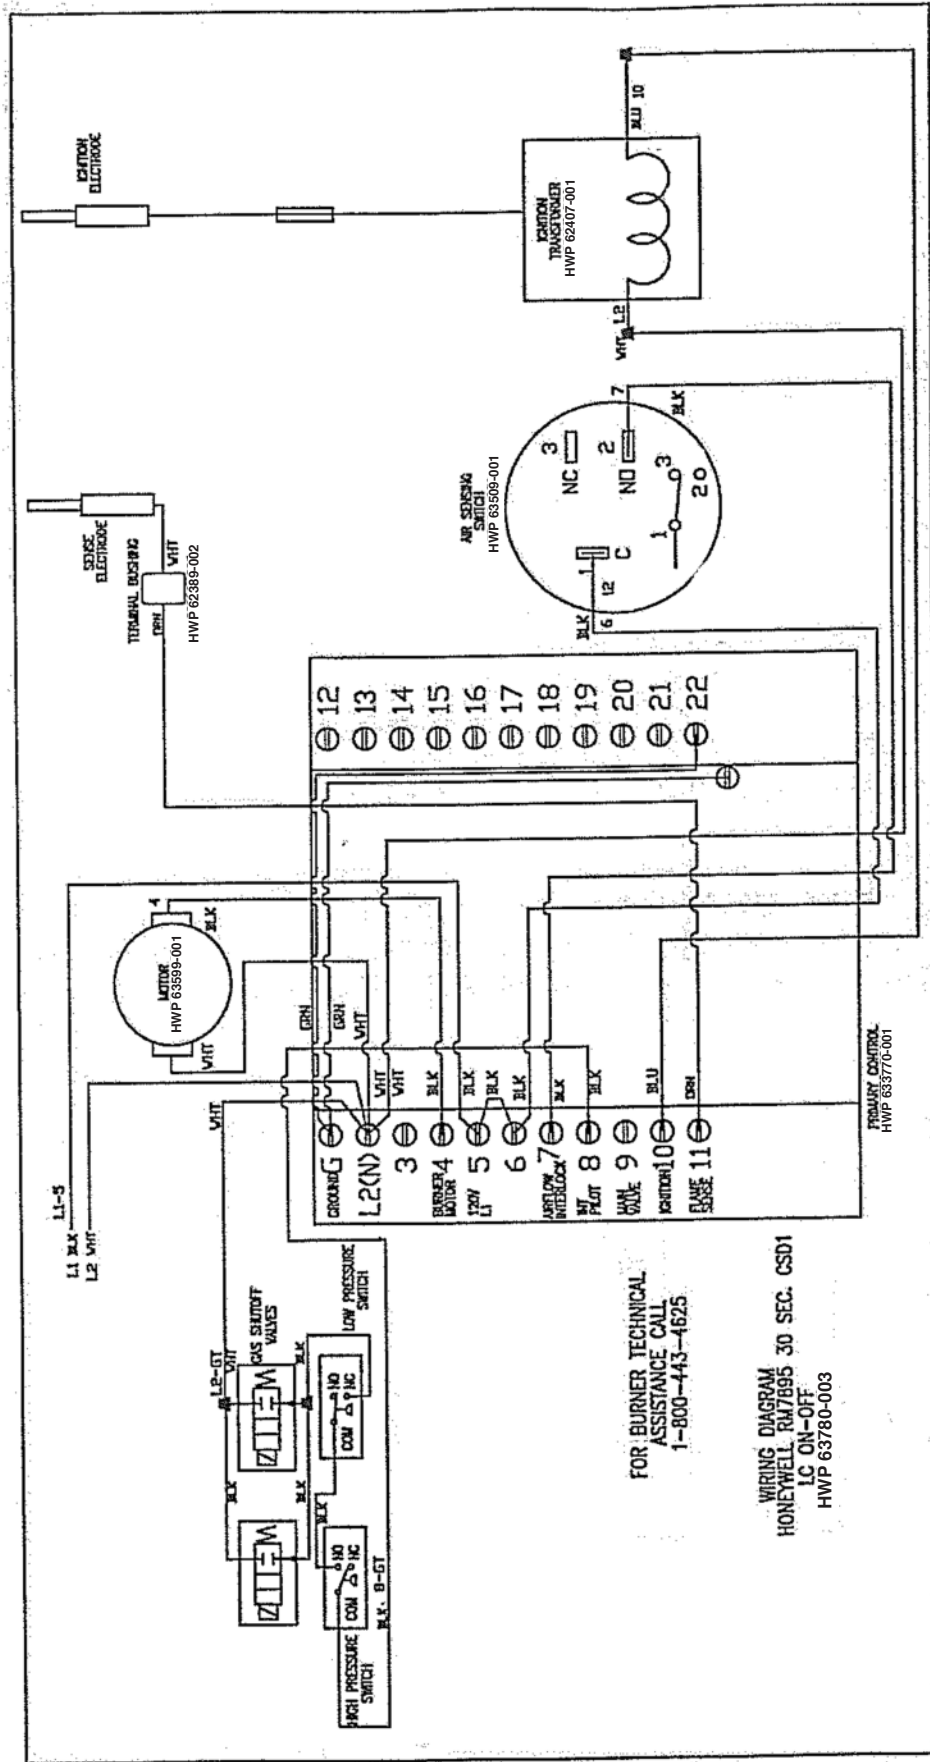 IGNITION
ELECTRODE
IGNITION
TRANSFORMER
HWP 62407-001
BLU 10
WHT L2
SENSE
ELECTRODE
TERMINAL BUSHING
ORN
WHT
HWP 62389-002
AIR SENSING
SWITCH
HWP 63509-001
3
NC
2
NO
7
BLK
1
C
BLK
6
L2
1
3
2
12
13
14
15
16
17
18
19
20
21
22
MOTOR
HWP 63599-001
4
BLK
WHT
GRN
GRN
WHT
WHT
WHT
BLK
BLK
BLK
BLK
BLK
BLK
BLU
ORN
GROUND G
L2(N)
3
BURNER
MOTOR 4
120V
L1 5
6
AIRFLOW
INTERLOCK 7
INT
PILOT 8
MAIN
VALVE 9
IGNITION 10
FLAME
SENSE 11
PRIMARY CONTROL
HWP 633770-001
L1 BLK L1-5
L2 WHT
WHT
L2-GT
WHT
GAS SHUTOFF
VALVES
BLK
BLK
BLK
LOW PRESSURE
SWITCH
COM NO
NC
BLK
COM NO
NC
HIGH PRESSURE
SWITCH
BLK. 8-GT
FOR BURNER TECHNICAL
ASSISTANCE CALL
1-800-443-4625
WIRING DIAGRAM
HONEYWELL RM7895 30 SEC. CSD1
LC ON-OFF
HWP 63780-003